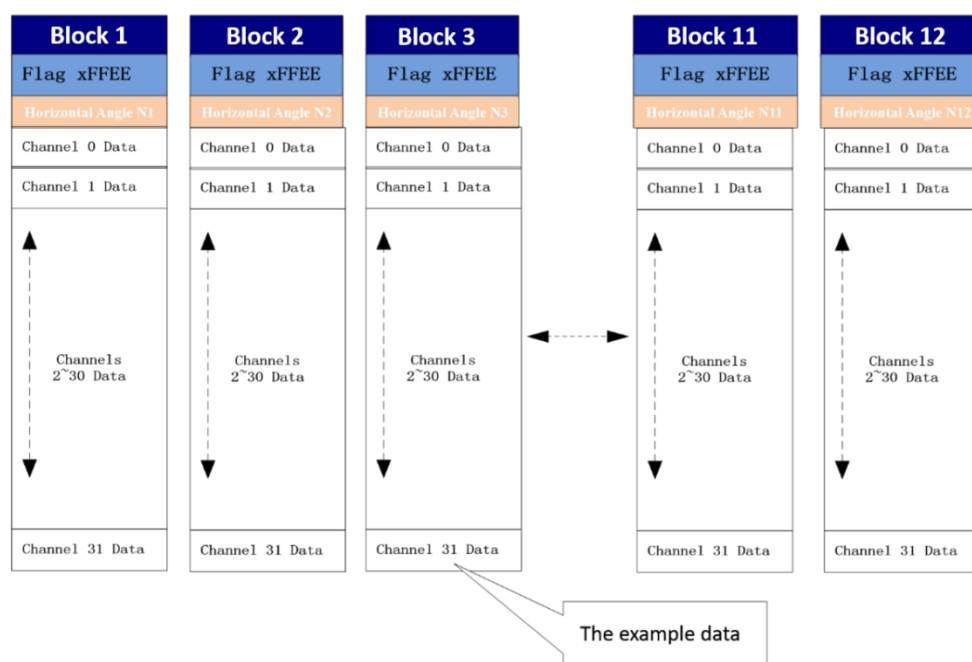 Block 1
Flag xFFEE
Horizontal Angle N1
Channel 0 Data
Channel 1 Data
Channels
2~30 Data
Channel 31 Data
Block 2
Flag xFFEE
Horizontal Angle N2
Channel 0 Data
Channel 1 Data
Channels
2~30 Data
Channel 31 Data
Block 3
Flag xFFEE
Horizontal Angle N3
Channel 0 Data
Channel 1 Data
Channels
2~30 Data
Channel 31 Data
The example data
Block 11
Flag xFFEE
Horizontal Angle N11
Channel 0 Data
Channel 1 Data
Channels
2~30 Data
Channel 31 Data
Block 12
Flag xFFEE
Horizontal Angle N12
Channel 0 Data
Channel 1 Data
Channels
2~30 Data
Channel 31 Data